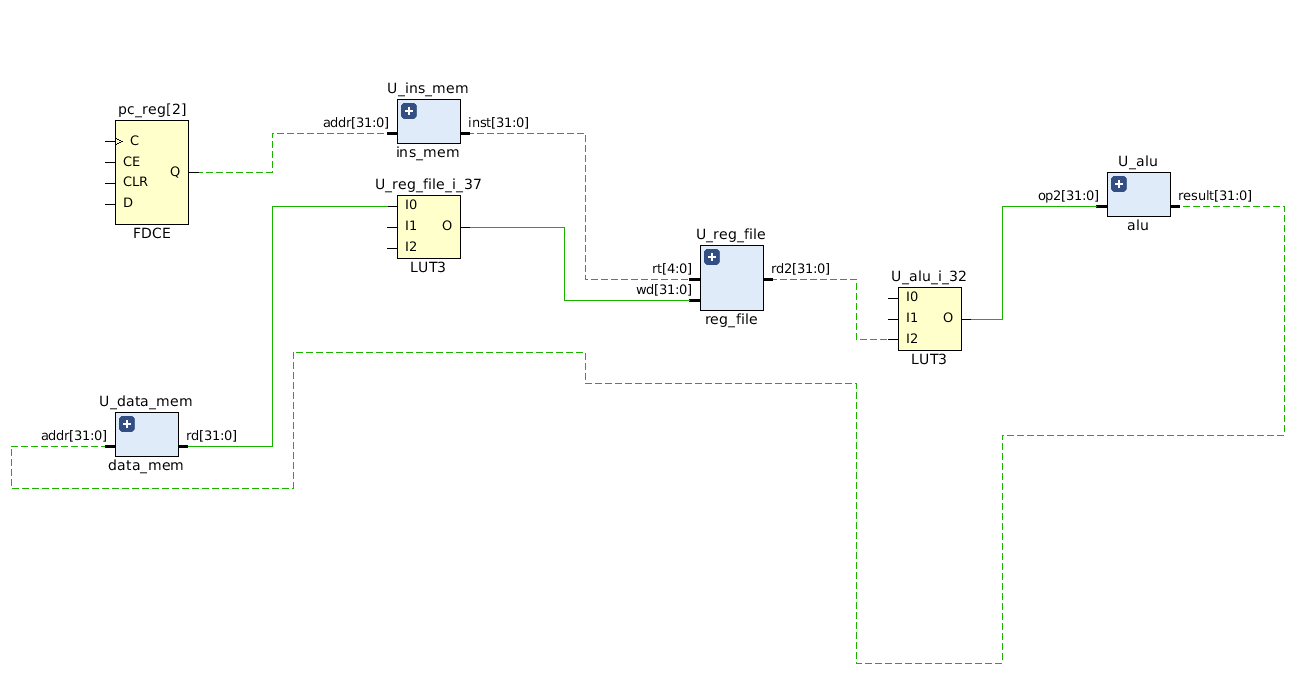 pc_reg[2]
C
CE
CLR
D
Q
FDCE
U_ins_mem
addr[31:0]
inst[31:0]
ins_mem
U_reg_file_i_37
I0
I1
I2
O
LUT3
U_data_mem
addr[31:0]
rd[31:0]
data_mem
U_reg_file
rt[4:0]
wd[31:0]
rd2[31:0]
reg_file
U_alu_i_32
I0
I1
I2
O
LUT3
U_alu
op2[31:0]
result[31:0]
alu